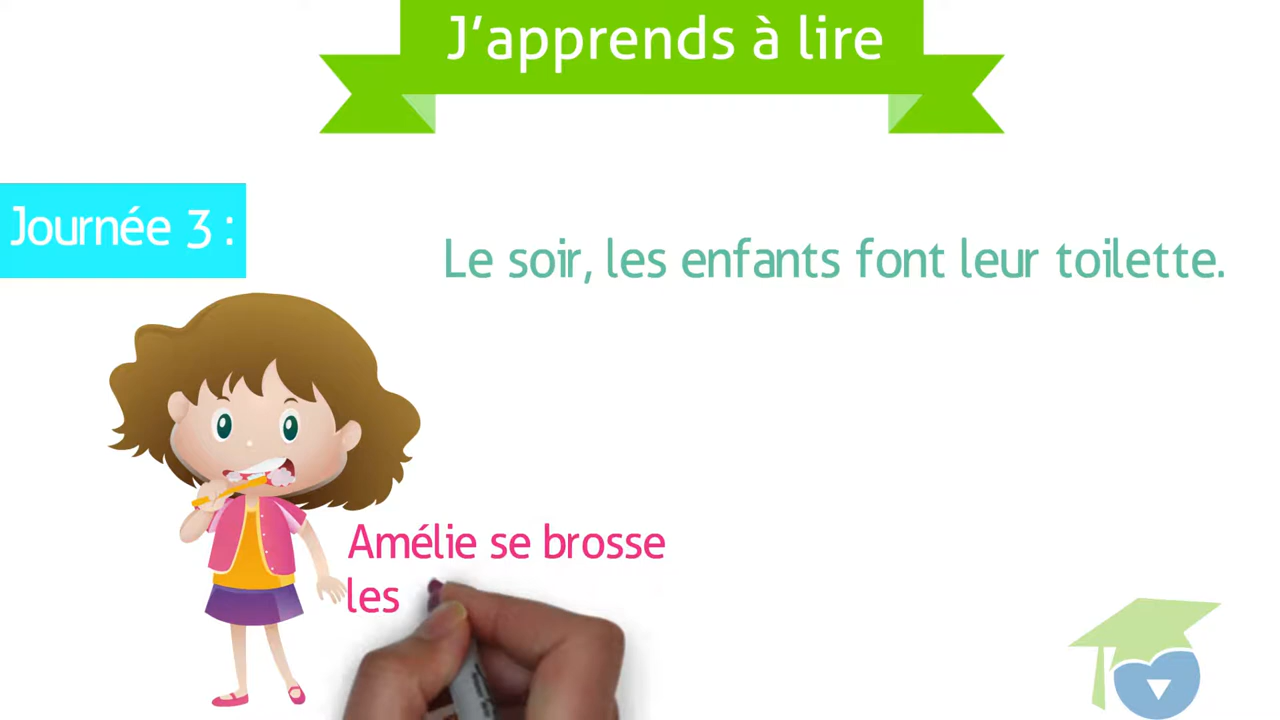 J’apprends à lire
Journée 3 :
Le soir, les enfants font leur toilette.
Amélie se brosse
les